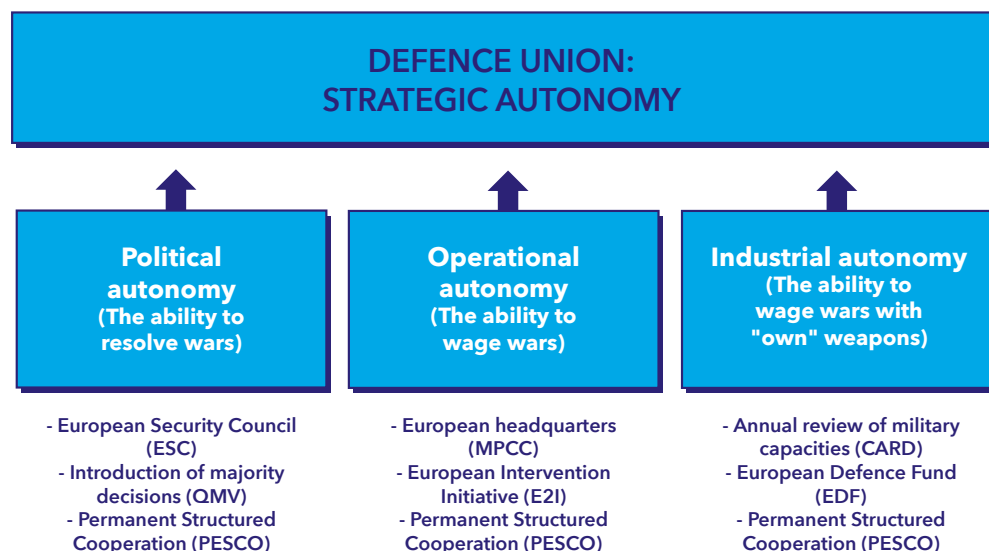 DEFENCE UNION:
STRATEGIC AUTONOMY
Political
autonomy
(The ability to
resolve wars)
- European Security Council
(ESC)
- Introduction of majority
decisions (QMV)
- Permanent Structured
Cooperation (PESCO)
Operational
autonomy
(The ability to
wage wars)
- European headquarters
(MPCC)
- European Intervention
Initiative (E2I)
- Permanent Structured
Cooperation (PESCO)
Industrial autonomy
(The ability to
wage wars with
"own" weapons)
- Annual review of military
capacities (CARD)
- European Defence Fund
(EDF)
- Permanent Structured
Cooperation (PESCO)